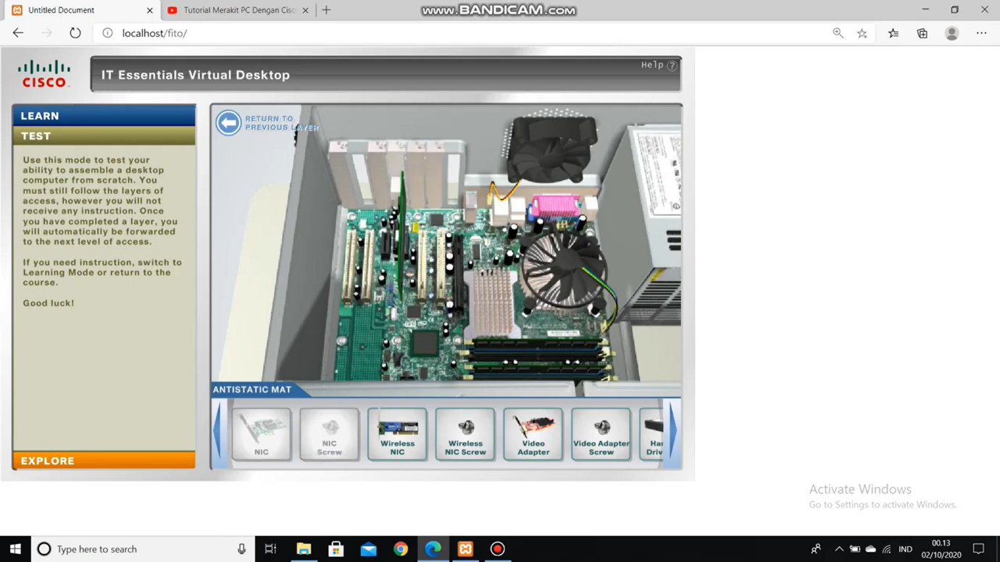 Untitled Document
Tutorial Merakit PC Dengan Cisc
www.BANDICAM.com
localhost/fito/
CISCO
IT Essentials Virtual Desktop
Help ?
LEARN
TEST
Use this mode to test your
ability to assemble a desktop
computer from scratch. You
must still follow the layers of
access, however you will not
receive any instruction. Once
you have completed a layer, you
will automatically be forwarded
to the next level of access.
If you need instruction, switch to
Learning Mode or return to the
course.
Good luck!
EXPLORE
RETURN TO
PREVIOUS LAYER
ANTISTATIC MAT
NIC
NIC
Screw
Wireless
NIC
Wireless
NIC Screw
Video
Adapter
Video Adapter
Screw
Har
Driv
Activate Windows
Go to Settings to activate Windows.
Type here to search
IND
00.13
02/10/2020